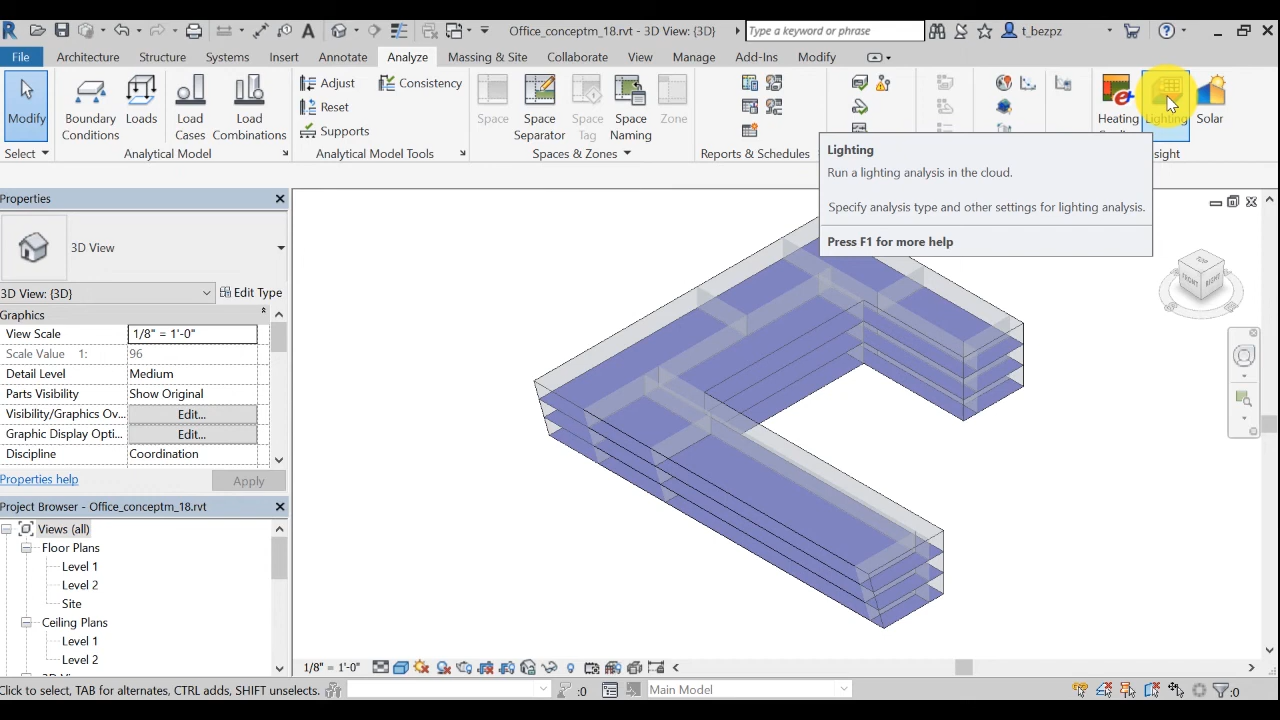 Office_conceptm_18.rvt - 3D View: {3D}
Type a keyword or phrase
t_bezpz
File Architecture Structure Systems Insert Annotate Analyze Massing & Site Collaborate View Manage Add-Ins Modify
Modify
Boundary
Conditions
Loads
Load
Cases
Load
Combinations
Adjust
Reset
Supports
Consistency
Space
Space
Separator
Space
Tag
Space
Naming
Zone
Heating
Lighting
Solar
Select
Analytical Model
Analytical Model Tools
Spaces & Zones
Reports & Schedules
sight
Lighting
Run a lighting analysis in the cloud.
Specify analysis type and other settings for lighting analysis.
Press F1 for more help
TOP
FRONT
RIGHT
Properties
3D View
3D View: {3D}
Edit Type
Graphics
View Scale 1/8" = 1'-0"
Scale Value 1: 96
Detail Level Medium
Parts Visibility Show Original
Visibility/Graphics Ov... Edit...
Graphic Display Opti... Edit...
Discipline Coordination
Properties help
Apply
Project Browser - Office_conceptm_18.rvt
Views (all)
Floor Plans
Level 1
Level 2
Site
Ceiling Plans
Level 1
Level 2
1/8" = 1'-0"
Click to select, TAB for alternates, CTRL adds, SHIFT unselects.
:0
Main Model
:0